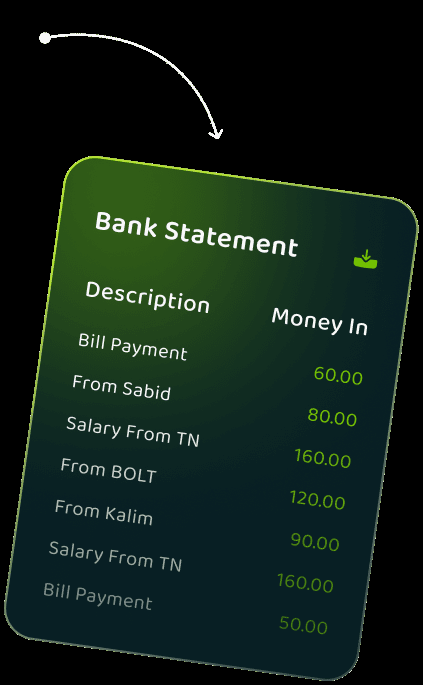 Bank Statement
Description Money In
Bill Payment 60.00
From Sabid 80.00
Salary From TN 160.00
From BOLT 120.00
From Kalim 90.00
Salary From TN 160.00
Bill Payment 50.00